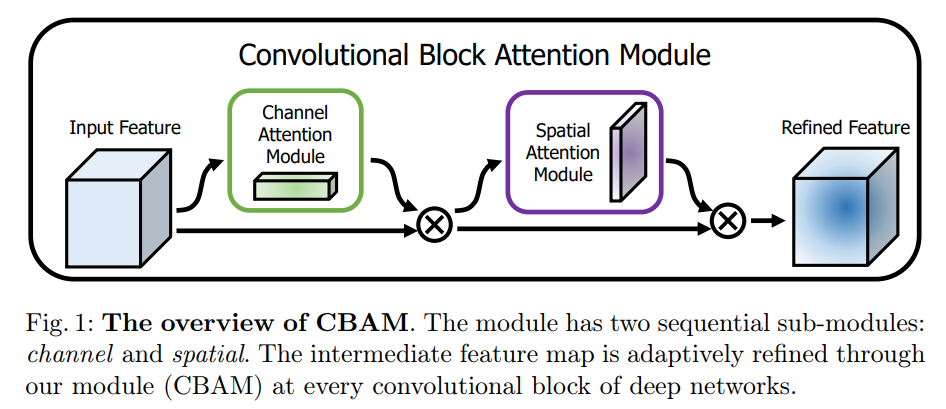 Convolutional Block Attention Module
Input Feature
Channel
Attention
Module
Spatial
Attention
Module
Refined Feature
Fig. 1: The overview of CBAM. The module has two sequential sub-modules:
channel and spatial. The intermediate feature map is adaptively refined through
our module (CBAM) at every convolutional block of deep networks.